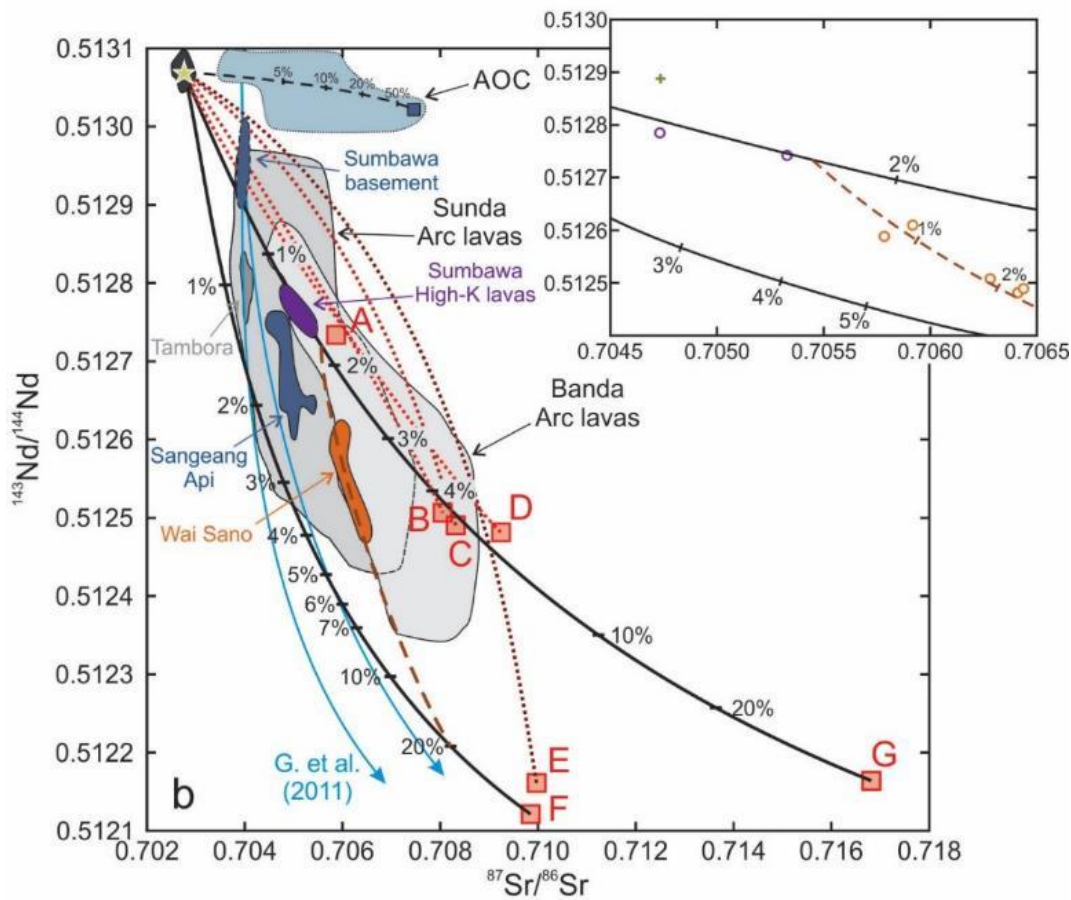 0.5131
0.5130
0.5129
0.5128
0.5127
0.5126
0.5125
0.5124
0.5123
0.5122
0.5121
143Nd/144Nd
0.702
0.704
0.706
0.708
0.710
0.712
0.714
0.716
0.718
87Sr/86Sr
b
5%
10%
20%
50%
AOC
Sumbawa
basement
Sunda
Arc lavas
Sumbawa
High-K lavas
1%
1%
Tambora
A
2%
2%
Banda
Arc lavas
3%
Sangeang
Api
3%
4%
B
C
D
Wai Sano
4%
5%
6%
7%
10%
20%
10%
20%
G. et al.
(2011)
E
F
G
0.5130
0.5129
0.5128
0.5127
0.5126
0.5125
2%
1%
2%
3%
4%
5%
0.7045
0.7050
0.7055
0.7060
0.7065